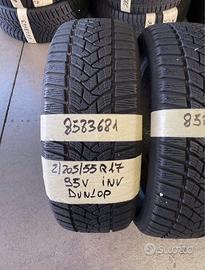 8583681
2/205/55 R17
95V INV
DUNLOP
858
subito